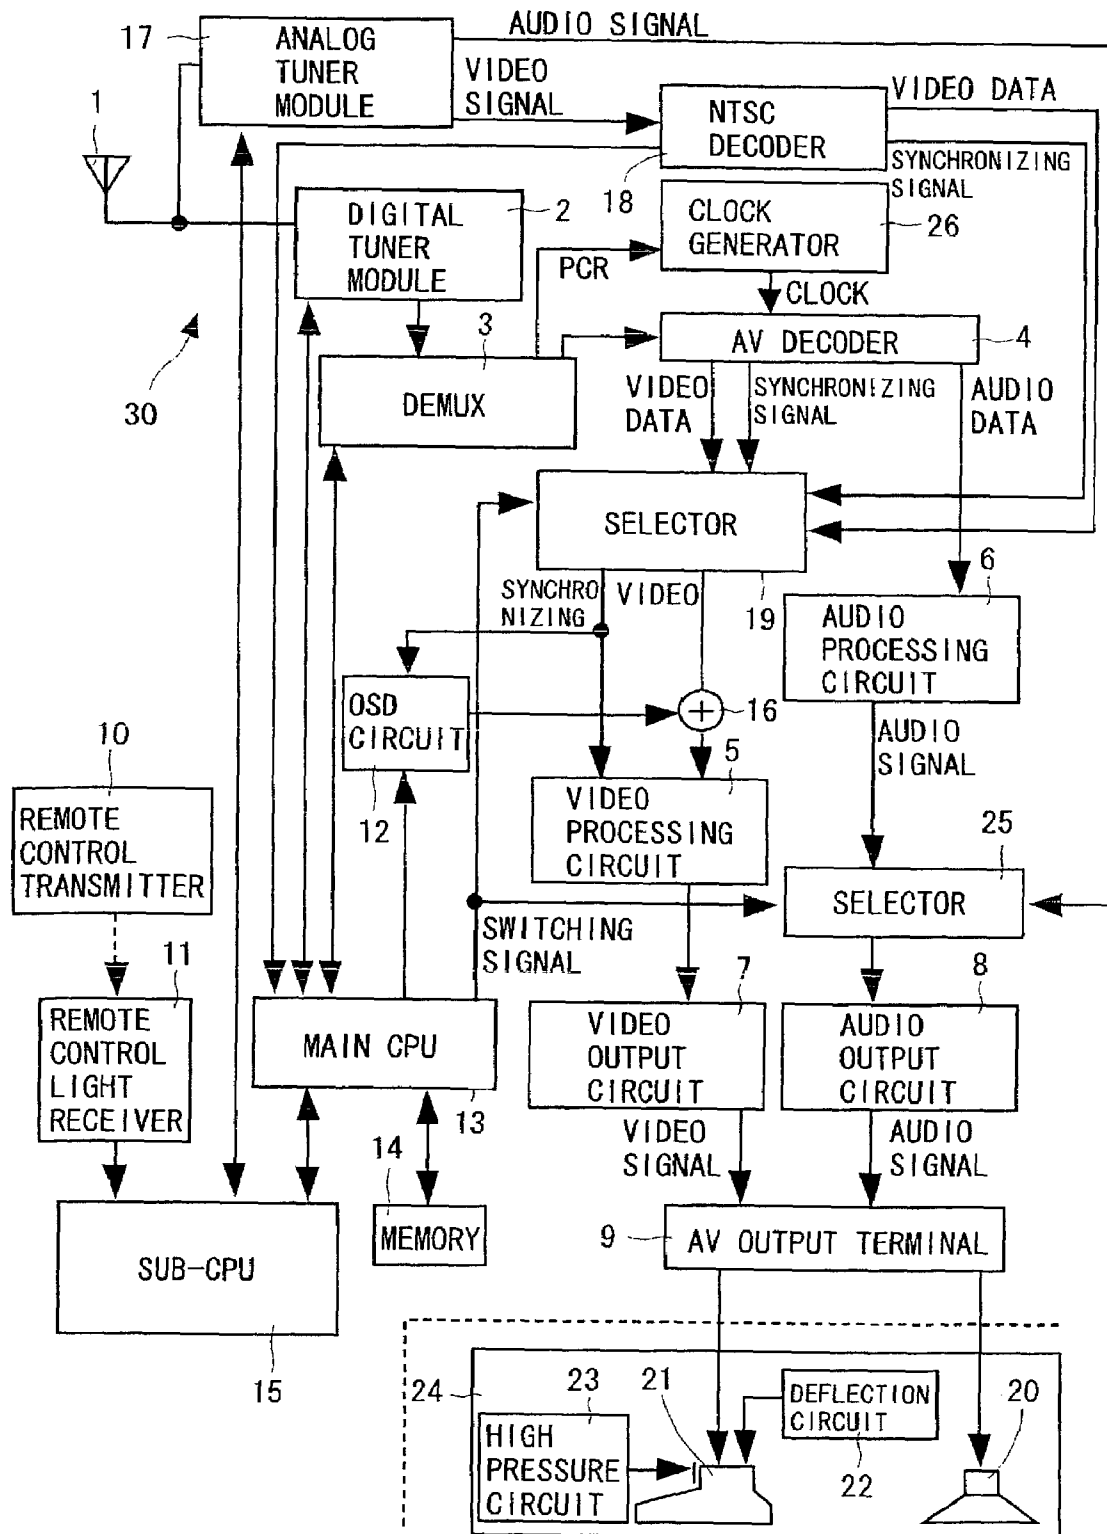 17
ANALOG
TUNER
MODULE
AUDIO SIGNAL
VIDEO
SIGNAL
NTSC
DECODER
18
VIDEO DATA
SYNCHRONIZING
SIGNAL
1
DIGITAL
TUNER
MODULE
2
CLOCK
GENERATOR
26
PCR
CLOCK
30
3
DEMUX
AV DECODER
4
VIDEO
DATA
SYNCHRONIZING
SIGNAL
AUDIO
DATA
SELECTOR
19
SYNCHRO
NIZING
VIDEO
6
AUDIO
PROCESSING
CIRCUIT
OSD
CIRCUIT
12
+
16
AUDIO
SIGNAL
10
REMOTE
CONTROL
TRANSMITTER
5
VIDEO
PROCESSING
CIRCUIT
25
SELECTOR
SWITCHING
SIGNAL
11
REMOTE
CONTROL
LIGHT
RECEIVER
MAIN CPU
13
7
VIDEO
OUTPUT
CIRCUIT
8
AUDIO
OUTPUT
CIRCUIT
VIDEO
SIGNAL
AUDIO
SIGNAL
14
MEMORY
SUB-CPU
15
9
AV OUTPUT TERMINAL
24
23
HIGH
PRESSURE
CIRCUIT
21
DEFLECTION
CIRCUIT
22
20